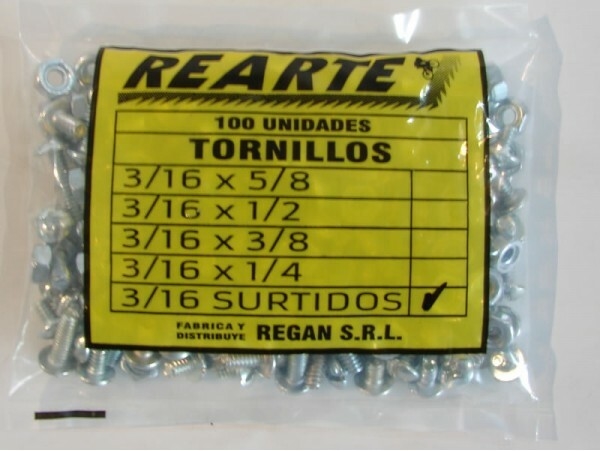 REARTE
100 UNIDADES
TORNILLOS
3/16 x 5/8
3/16 x 1/2
3/16 x 3/8
3/16 x 1/4
3/16 SURTIDOS ✓
FABRICA Y
DISTRIBUYE REGAN S.R.L.